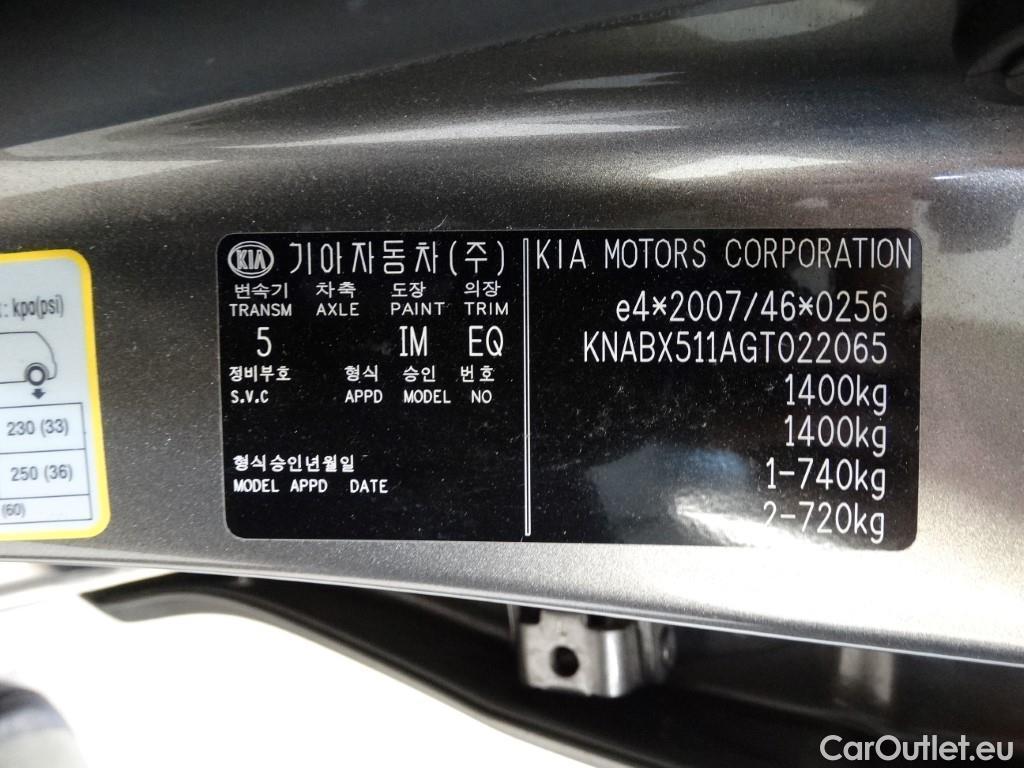 : kpa(psi)
230 (33)
250 (36)
(60)
KIA 기아자동차(주)
변속기 차축 도장 의장
TRANSM AXLE PAINT TRIM
5 IM EQ
정비부호 형식 승인 번호
S.V.C APPD MODEL NO
형식승인년월일
MODEL APPD DATE
KIA MOTORS CORPORATION
e4*2007/46*0256
KNABX511AGT022065
1400kg
1400kg
1-740kg
2-720kg
CarOutlet.eu